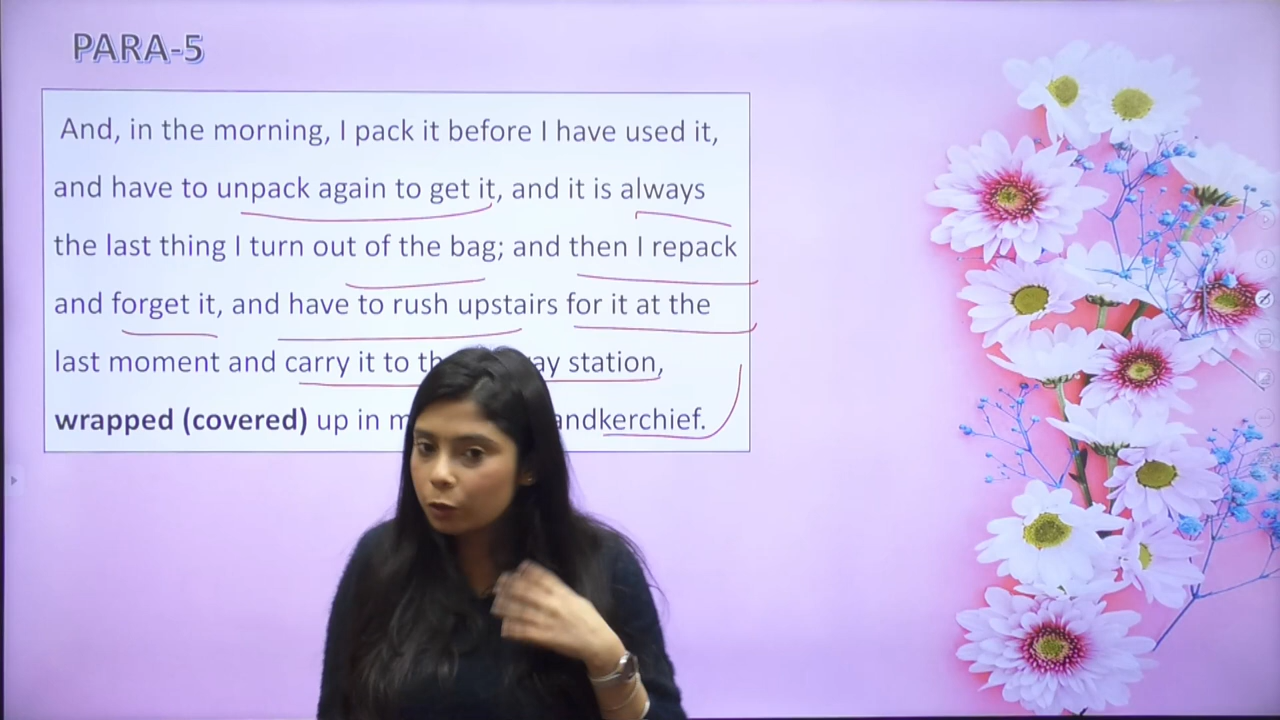 PARA-5
And, in the morning, I pack it before I have used it,
and have to unpack again to get it, and it is always
the last thing I turn out of the bag; and then I repack
and forget it, and have to rush upstairs for it at the
last moment and carry it to station,
wrapped (covered) up in